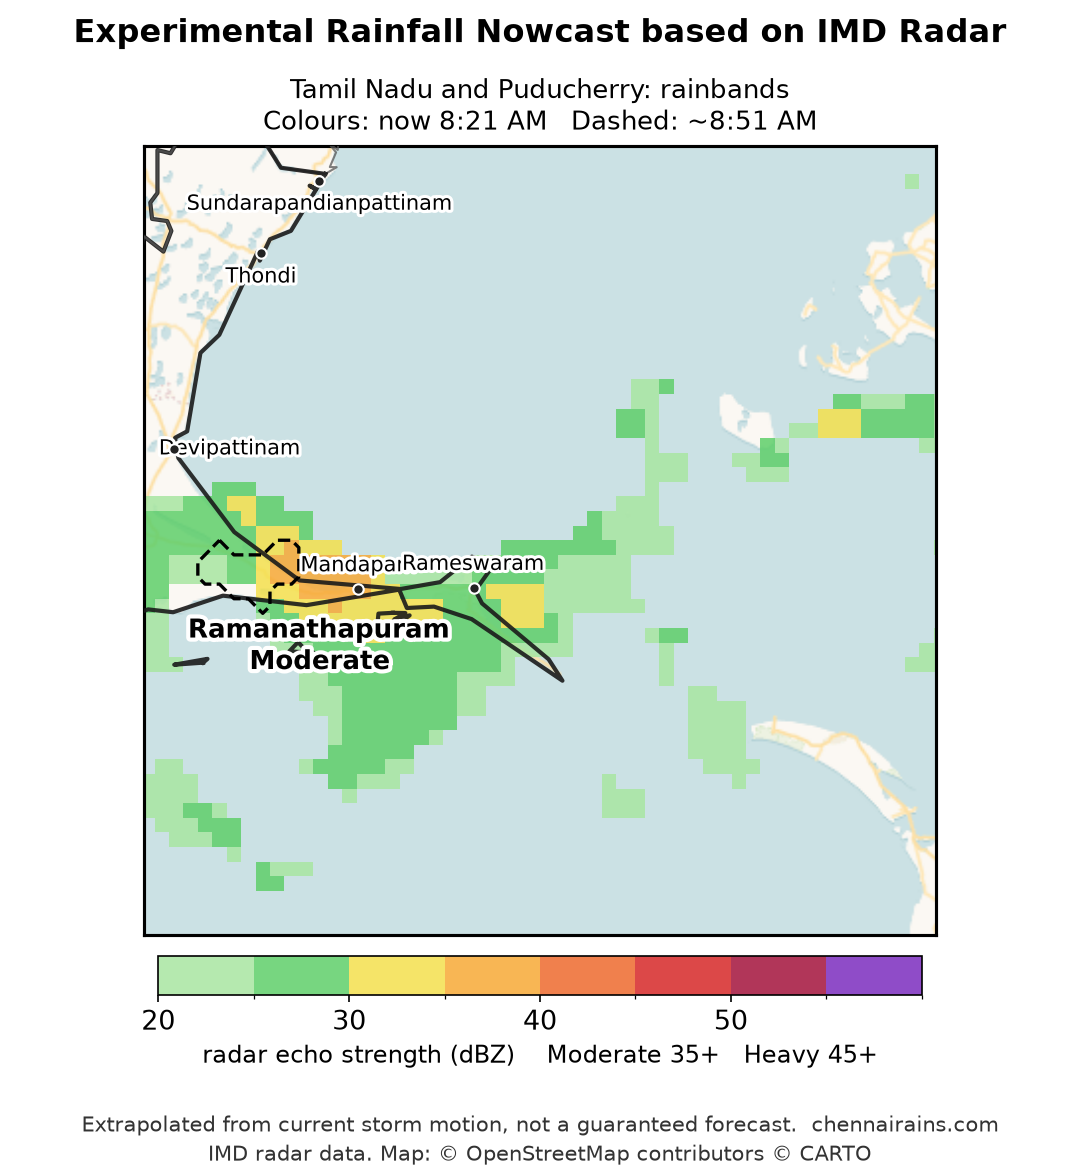 Experimental Rainfall Nowcast based on IMD Radar
Tamil Nadu and Puducherry: rainbands
Colours: now 8:21 AM   Dashed: ~8:51 AM
Sundarapandianpattinam
Thondi
Devipattinam
Mandapa
Rameswaram
Ramanathapuram
Moderate
20 30 40 50
radar echo strength (dBZ)    Moderate 35+   Heavy 45+
Extrapolated from current storm motion, not a guaranteed forecast.  chennairains.com
IMD radar data. Map: © OpenStreetMap contributors © CARTO